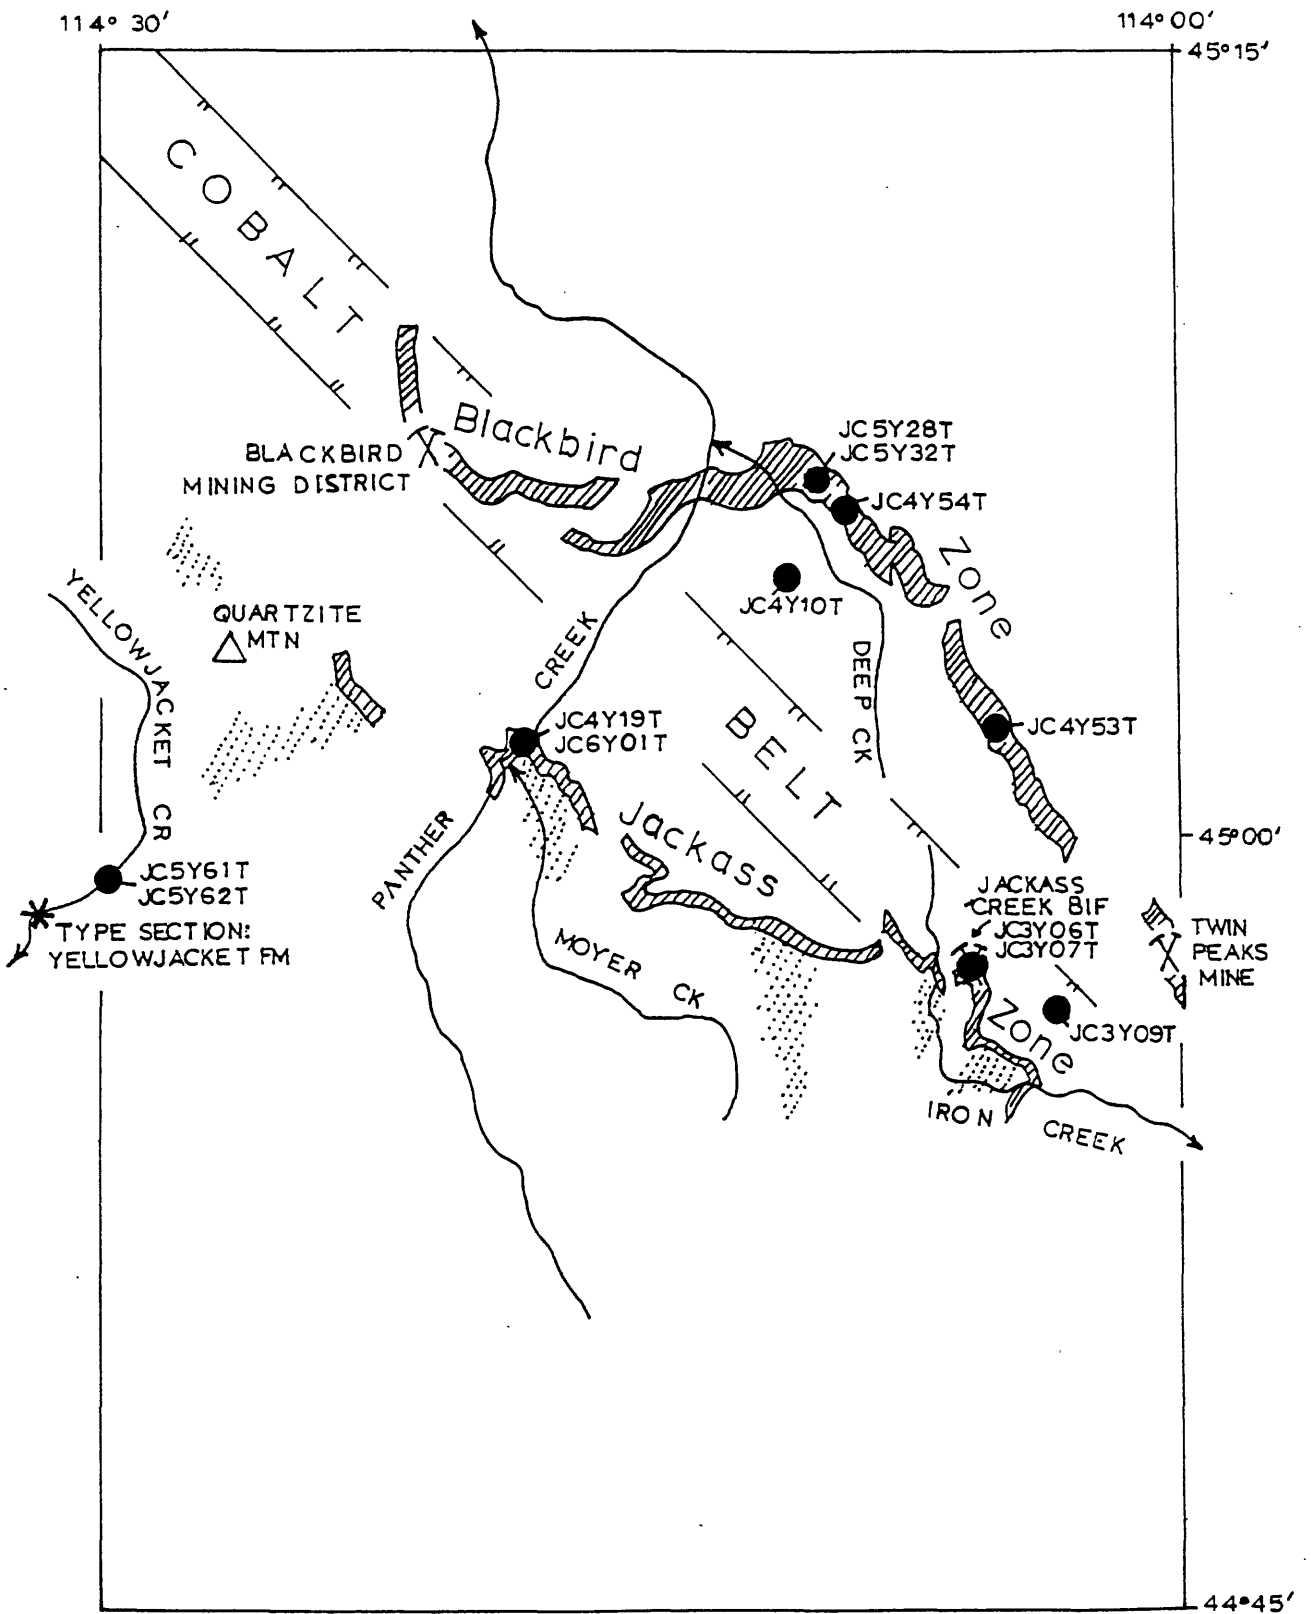 114° 30'
114° 00'
45°15'
COBALT
Blackbird
BLACKBIRD
MINING DISTRICT
JC5Y28T
JC5Y32T
JC4Y54T
Zone
JC4Y10T
YELLOWJACKET CR
QUARTZITE
MTN
CREEK
DEEP CK
BELT
JC4Y19T
JC6Y01T
JC4Y53T
PANTHER
Jackass
45°00'
JC5Y61T
JC5Y62T
TYPE SECTION:
YELLOWJACKET FM
MOYER CK
JACKASS
CREEK BIF
JC3Y06T
JC3Y07T
TWIN
PEAKS
MINE
Zone
JC3Y09T
IRON CREEK
44°45'